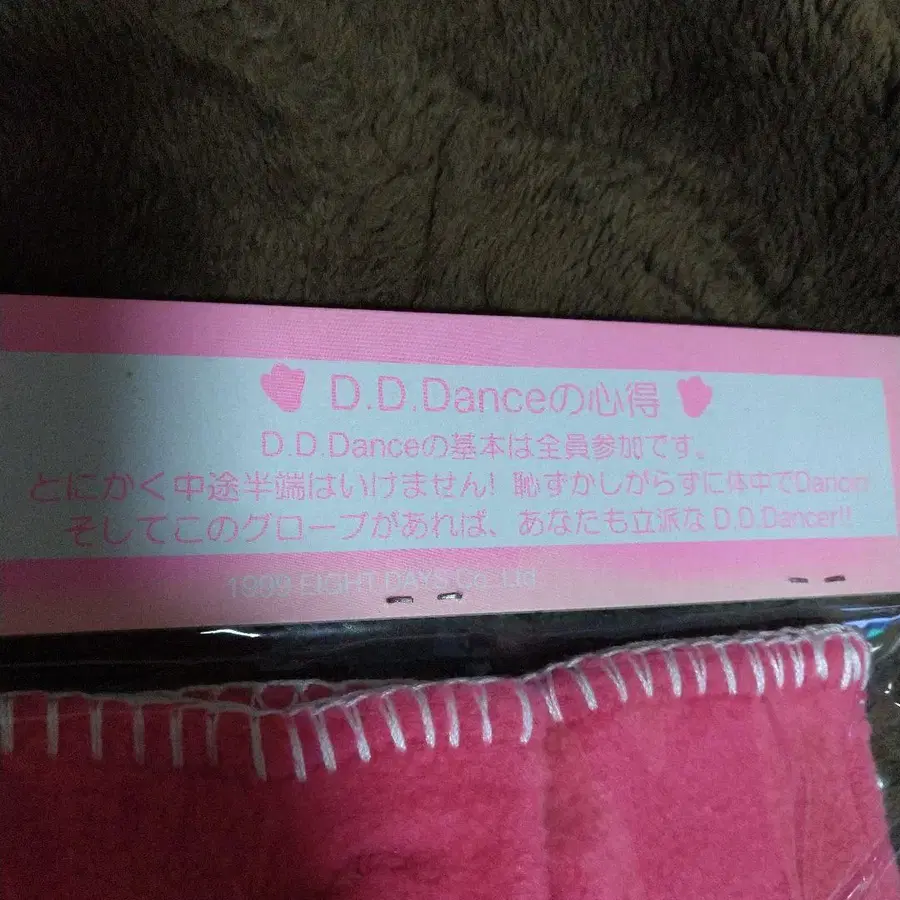 D.D.Danceの心得
D.D.Danceの基本は全員参加です。
とにかく中途半端はいけません! 恥ずかしがらずに体中でDance!
そしてこのグローブがあれば、あなたも立派な D.D.Dancer!!
1999 EIGHT DAYS Co. Ltd.